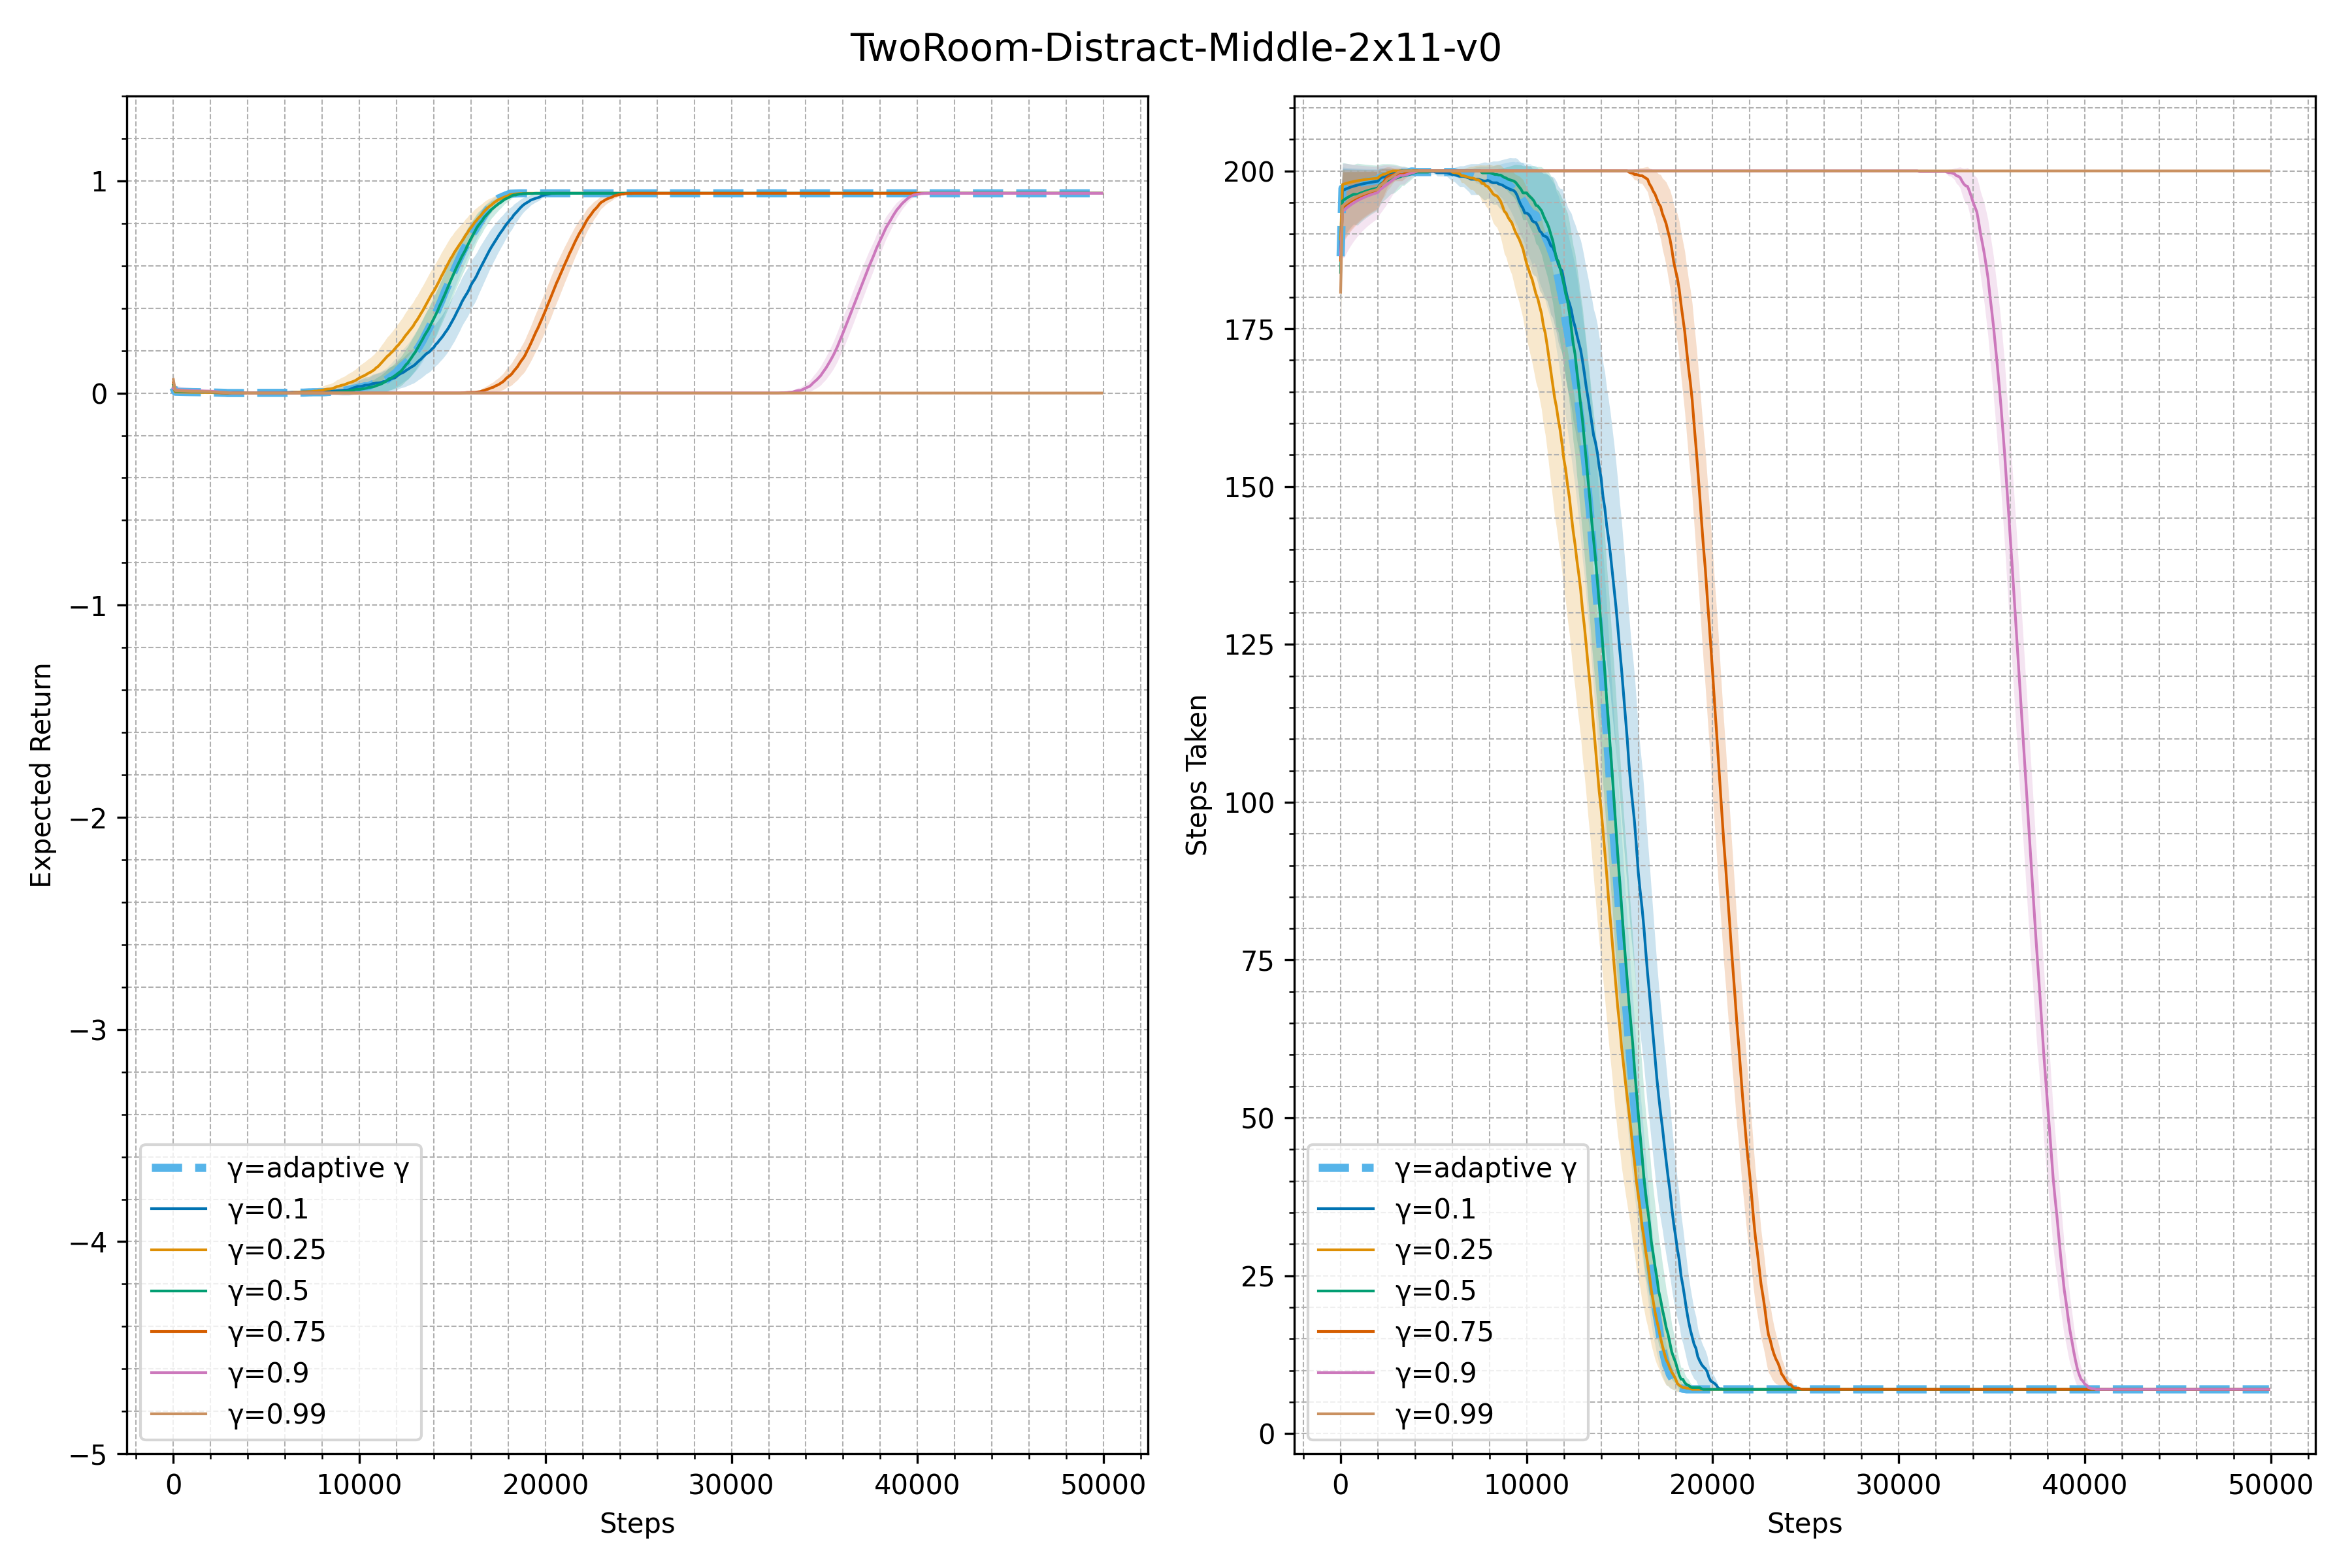 TwoRoom-Distract-Middle-2x11-v0
Expected Return
1
0
−1
−2
−3
−4
−5
γ=adaptive γ
γ=0.1
γ=0.25
γ=0.5
γ=0.75
γ=0.9
γ=0.99
0 10000 20000 30000 40000 50000
Steps
Steps Taken
200
175
150
125
100
75
50
25
0
γ=adaptive γ
γ=0.1
γ=0.25
γ=0.5
γ=0.75
γ=0.9
γ=0.99
0 10000 20000 30000 40000 50000
Steps